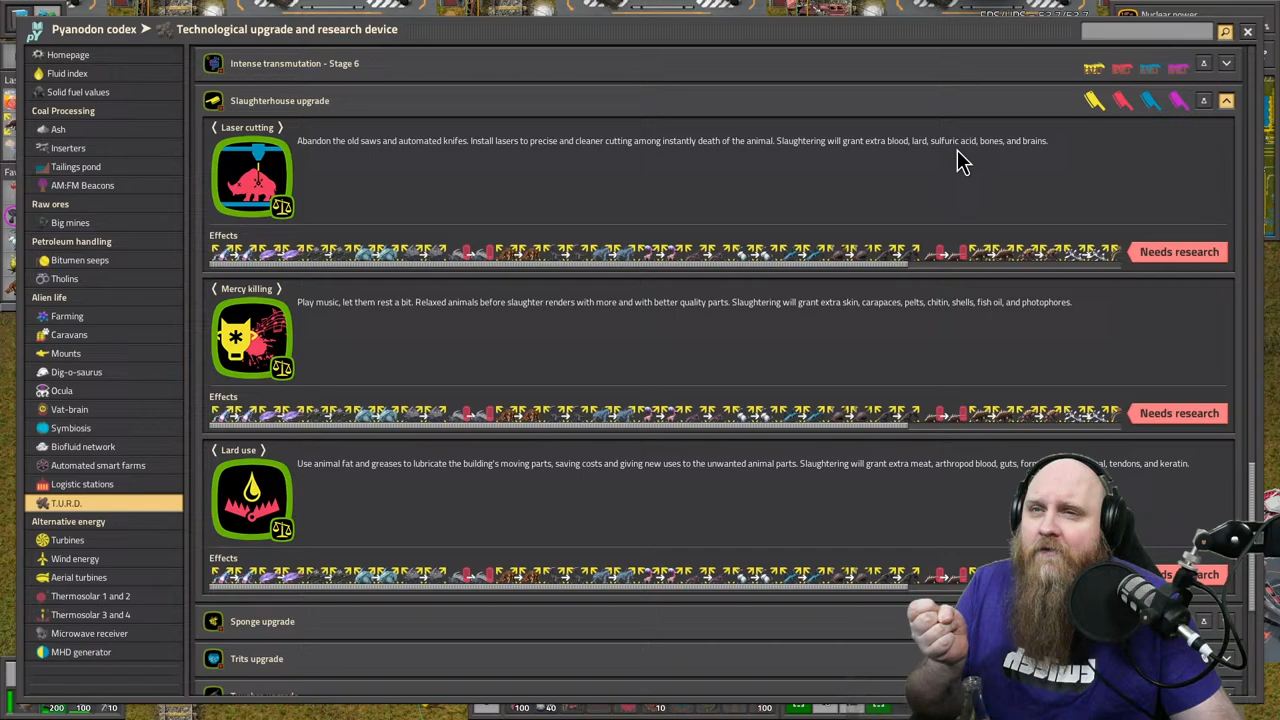 Pyanodon codex
Technological upgrade and research device
Homepage
Fluid index
Solid fuel values
Coal Processing
Ash
Inserters
Tailings pond
AM:FM Beacons
Raw ores
Big mines
Petroleum handling
Bitumen seeps
Tholins
Alien life
Farming
Caravans
Mounts
Dig-o-saurus
Ocula
Vat-brain
Symbiosis
Biofluid network
Automated smart farms
Logistic stations
T.U.R.D.
Alternative energy
Turbines
Wind energy
Aerial turbines
Thermosolar 1 and 2
Thermosolar 3 and 4
Microwave receiver
MHD generator
Intense transmutation - Stage 6
Slaughterhouse upgrade
Laser cutting
Abandon the old saws and automated knifes. Install lasers to precise and cleaner cutting among instantly death of the animal. Slaughtering will grant extra blood, lard, sulfuric acid, bones, and brains.
Effects
Needs research
Mercy killing
Play music, let them rest a bit. Relaxed animals before slaughter renders with more and with better quality parts. Slaughtering will grant extra skin, carapaces, pelts, chitin, shells, fish oil, and photophores.
Effects
Needs research
Lard use
Use animal fat and greases to lubricate the building's moving parts, saving costs and giving new uses to the unwanted animal parts. Slaughtering will grant extra meat, arthropod blood, guts, tendons, and keratin.
Effects
Sponge upgrade
Trits upgrade
200 100 /10
100 40 10 100